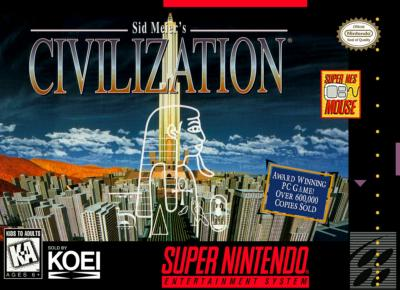 Sid Meier's
CIVILIZATION
Nintendo
SUPER NES
MOUSE
AWARD WINNING
PC GAME!
OVER 600,000
COPIES SOLD
KIDS TO ADULTS
K-A
AGES 6+
SOLD BY
KOEI
SUPER NINTENDO
ENTERTAINMENT SYSTEM